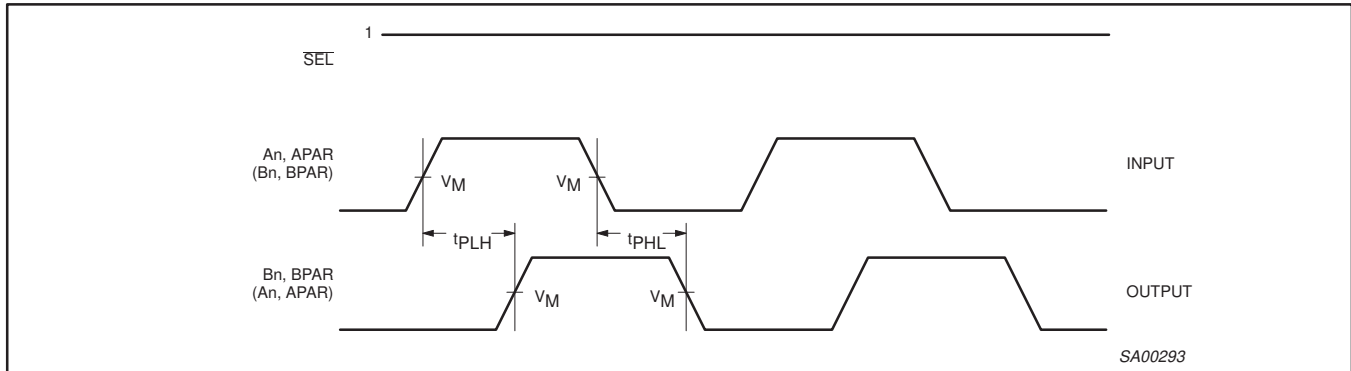 1
SEL
An, APAR
(Bn, BPAR)
INPUT
VM
VM
tPLH
tPHL
Bn, BPAR
(An, APAR)
OUTPUT
VM
VM
SA00293